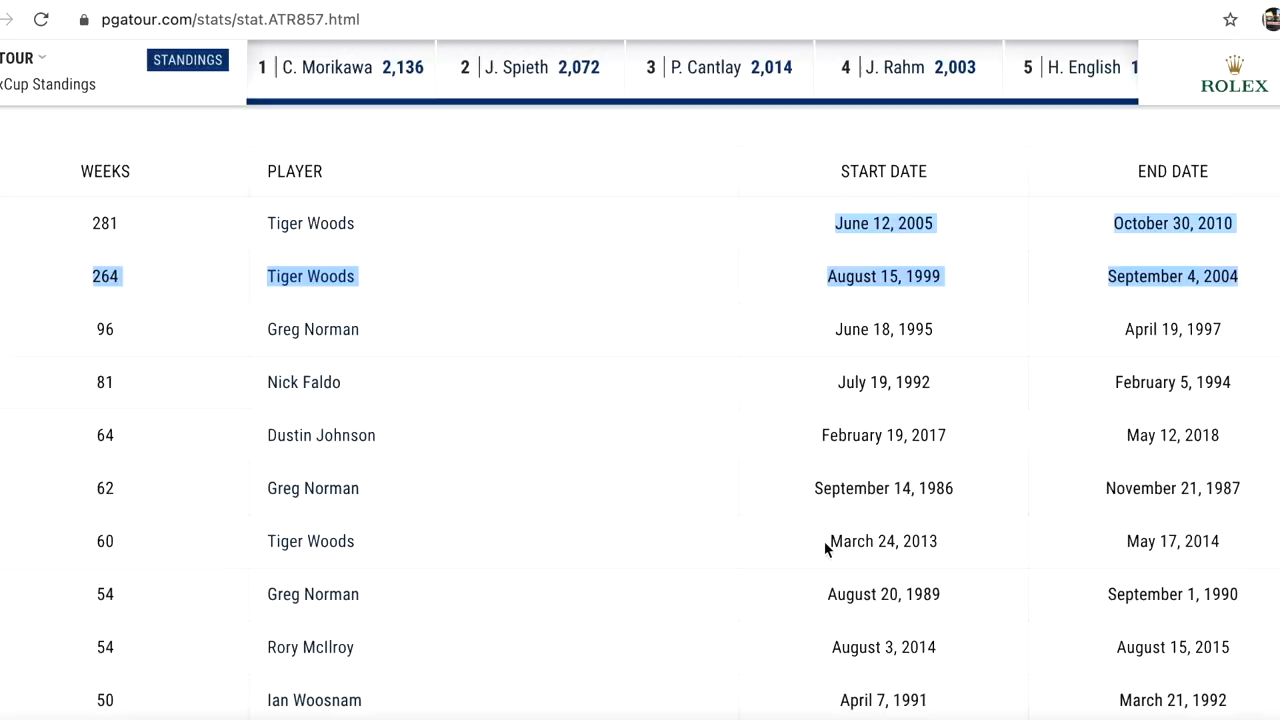 pgatour.com/stats/stat.ATR857.html
TOUR
xCup Standings
STANDINGS
1 | C. Morikawa 2,136
2 | J. Spieth 2,072
3 | P. Cantlay 2,014
4 | J. Rahm 2,003
5 | H. English 1
ROLEX
WEEKS PLAYER START DATE END DATE
281 Tiger Woods June 12, 2005 October 30, 2010
264 Tiger Woods August 15, 1999 September 4, 2004
96 Greg Norman June 18, 1995 April 19, 1997
81 Nick Faldo July 19, 1992 February 5, 1994
64 Dustin Johnson February 19, 2017 May 12, 2018
62 Greg Norman September 14, 1986 November 21, 1987
60 Tiger Woods March 24, 2013 May 17, 2014
54 Greg Norman August 20, 1989 September 1, 1990
54 Rory McIlroy August 3, 2014 August 15, 2015
50 Ian Woosnam April 7, 1991 March 21, 1992